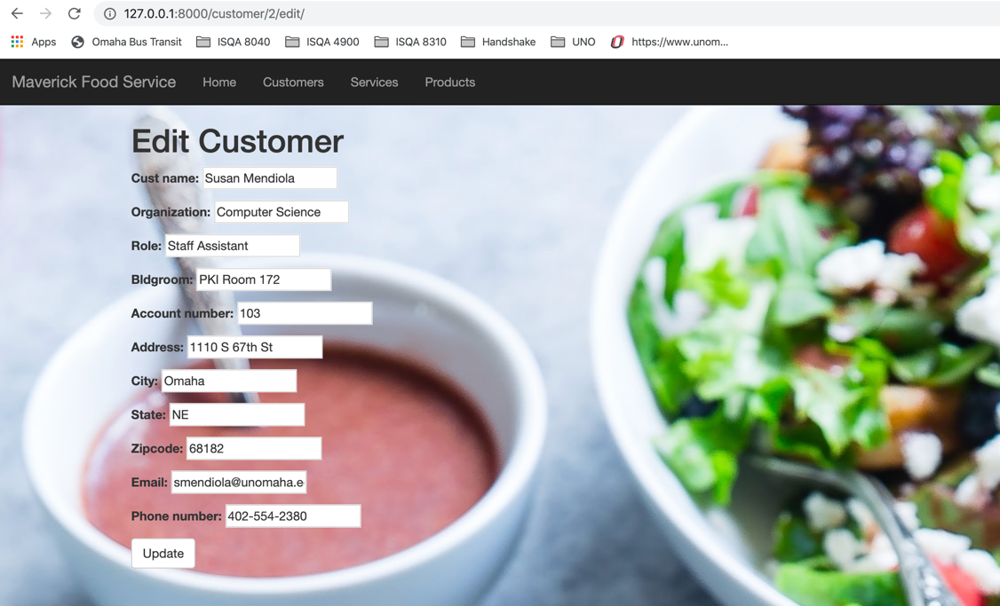 127.0.0.1:8000/customer/2/edit/
Apps Omaha Bus Transit ISQA 8040 ISQA 4900 ISQA 8310 Handshake UNO https://www.unom...
Maverick Food Service Home Customers Services Products
Edit Customer
Cust name: Susan Mendiola
Organization: Computer Science
Role: Staff Assistant
Bldgroom: PKI Room 172
Account number: 103
Address: 1110 S 67th St
City: Omaha
State: NE
Zipcode: 68182
Email: smendiola@unomaha.e
Phone number: 402-554-2380
Update